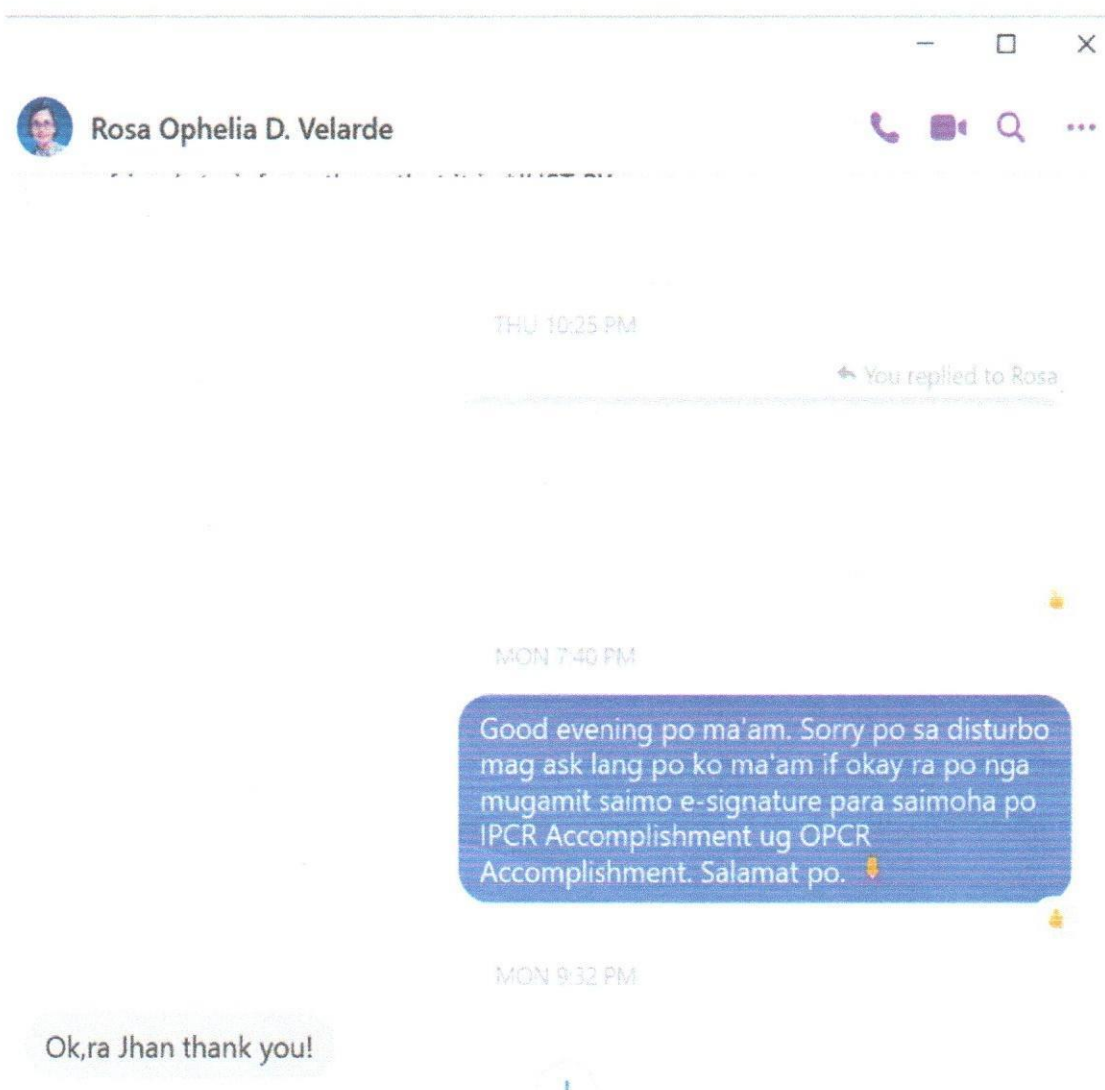 Rosa Ophelia D. Velarde
THU 10:25 PM
You replied to Rosa
MON 7:40 PM
Good evening po ma'am. Sorry po sa disturbo
mag ask lang po ko ma'am if okay ra po nga
mugamit saimo e-signature para saimoha po
IPCR Accomplishment ug OPCR
Accomplishment. Salamat po.
MON 9:32 PM
Ok,ra Jhan thank you!